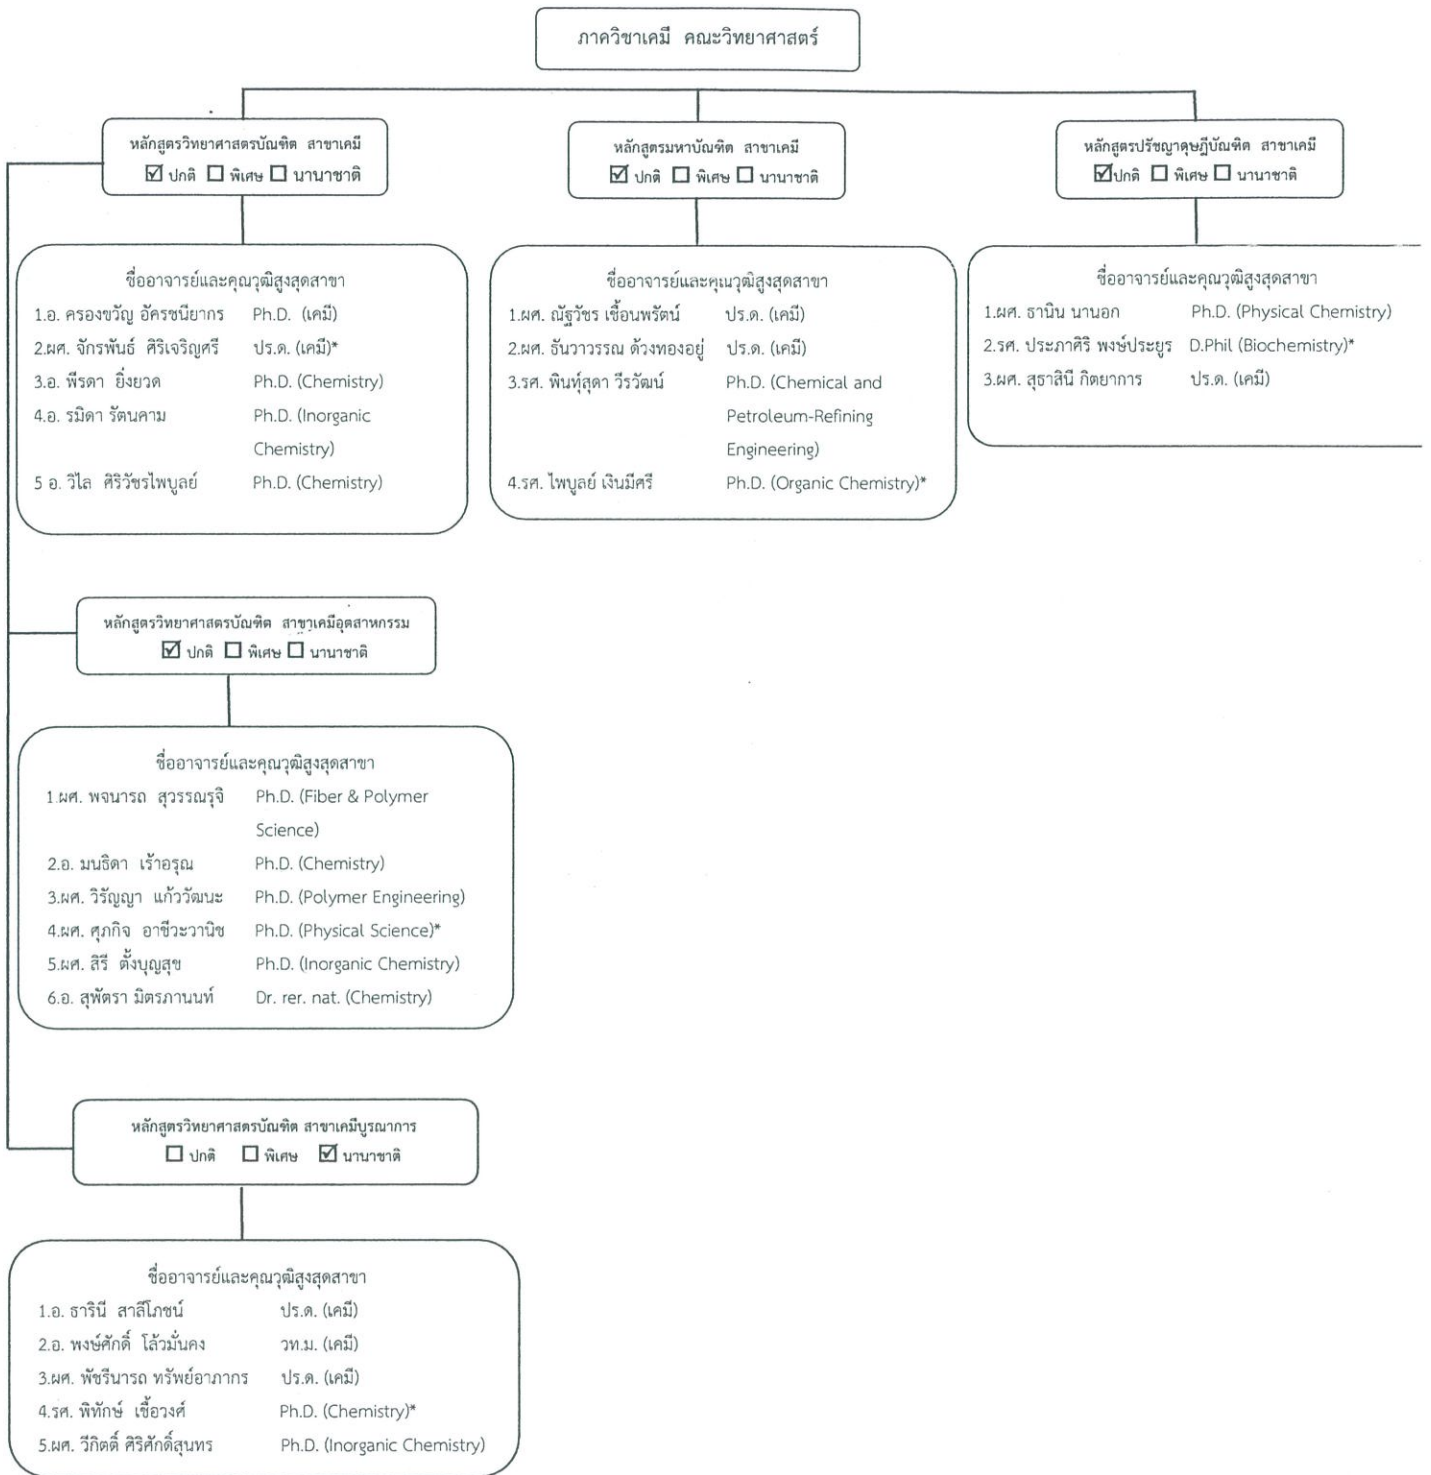 ภาควิชาเคมี คณะวิทยาศาสตร์
หลักสูตรวิทยาศาสตรบัณฑิต สาขาเคมี
☑ ปกติ ☐ พิเศษ ☐ นานาชาติ
ชื่ออาจารย์และคุณวุฒิสูงสุดสาขา
1.อ. ครองขวัญ อัครชนียากร Ph.D. (เคมี)
2.ผศ. จักรพันธ์ ศิริเจริญศรี ปร.ด. (เคมี)*
3.อ. พีรดา ยิ่งยวด Ph.D. (Chemistry)
4.อ. รมิดา รัตนคาม Ph.D. (Inorganic
Chemistry)
5 อ. วิไล ศิริวัชรไพบูลย์ Ph.D. (Chemistry)
หลักสูตรมหาบัณฑิต สาขาเคมี
☑ ปกติ ☐ พิเศษ ☐ นานาชาติ
ชื่ออาจารย์และคุณวุฒิสูงสุดสาขา
1.ผศ. ณัฐวัชร เชื้อนพรัตน์ ปร.ด. (เคมี)
2.ผศ. ธันวาวรรณ ด้วงทองอยู่ ปร.ด. (เคมี)
3.รศ. พินทุ์สุดา วีรวัฒน์ Ph.D. (Chemical and
Petroleum-Refining
Engineering)
4.รศ. ไพบูลย์ เงินมีศรี Ph.D. (Organic Chemistry)*
หลักสูตรปรัชญาดุษฎีบัณฑิต สาขาเคมี
☑ปกติ ☐ พิเศษ ☐ นานาชาติ
ชื่ออาจารย์และคุณวุฒิสูงสุดสาขา
1.ผศ. ธานิน นานอก Ph.D. (Physical Chemistry)
2.รศ. ประภาศิริ พงษ์ประยูร D.Phil (Biochemistry)*
3.ผศ. สุธาสินี กิตยาการ ปร.ด. (เคมี)
หลักสูตรวิทยาศาสตรบัณฑิต สาขาเคมีอุตสาหกรรม
☑ ปกติ ☐ พิเศษ ☐ นานาชาติ
ชื่ออาจารย์และคุณวุฒิสูงสุดสาขา
1.ผศ. พจนารถ สุวรรณรุจิ Ph.D. (Fiber & Polymer
Science)
2.อ. มนธิดา เร้าอรุณ Ph.D. (Chemistry)
3.ผศ. วิรัญญา แก้ววัฒนะ Ph.D. (Polymer Engineering)
4.ผศ. ศุภกิจ อาชีวะวานิช Ph.D. (Physical Science)*
5.ผศ. สิรี ตั้งบุญสุข Ph.D. (Inorganic Chemistry)
6.อ. สุพัตรา มิตรภานนท์ Dr. rer. nat. (Chemistry)
หลักสูตรวิทยาศาสตรบัณฑิต สาขาเคมีบูรณาการ
☐ ปกติ ☐ พิเศษ ☑ นานาชาติ
ชื่ออาจารย์และคุณวุฒิสูงสุดสาขา
1.อ. ธารินี สาลีโภชน์ ปร.ด. (เคมี)
2.อ. พงษ์ศักดิ์ โล้วมั่นคง วท.ม. (เคมี)
3.ผศ. พัชรีนารถ ทรัพย์อาภากร ปร.ด. (เคมี)
4.รศ. พิทักษ์ เชื้อวงศ์ Ph.D. (Chemistry)*
5.ผศ. วีกิตติ์ ศิริศักดิ์สุนทร Ph.D. (Inorganic Chemistry)